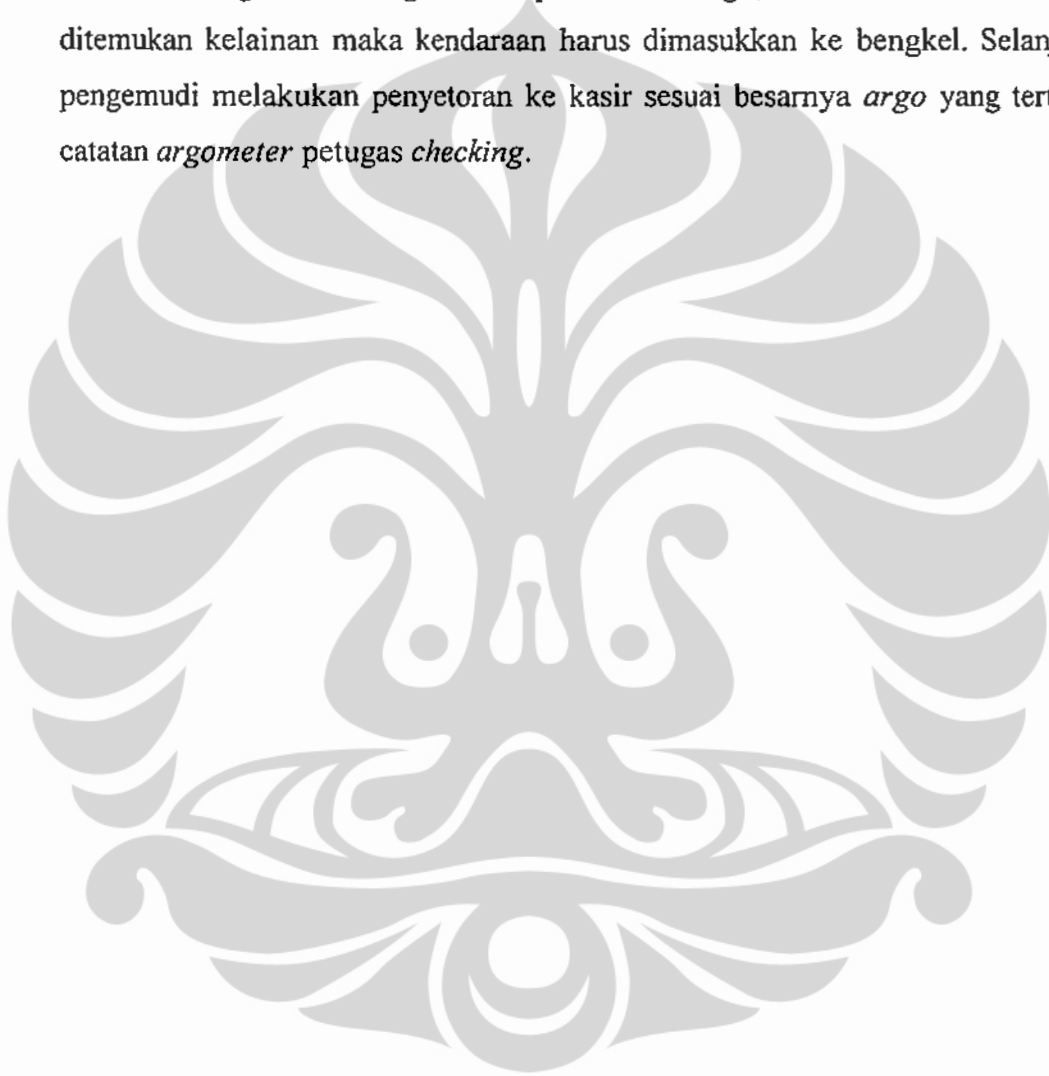 ditemukan kelainan maka kendaraan harus dimasukkan ke bengkel.
pengemudi melakukan penyetoran ke kasir sesuai besarnya argo yang
catatan argometer petugas checking.